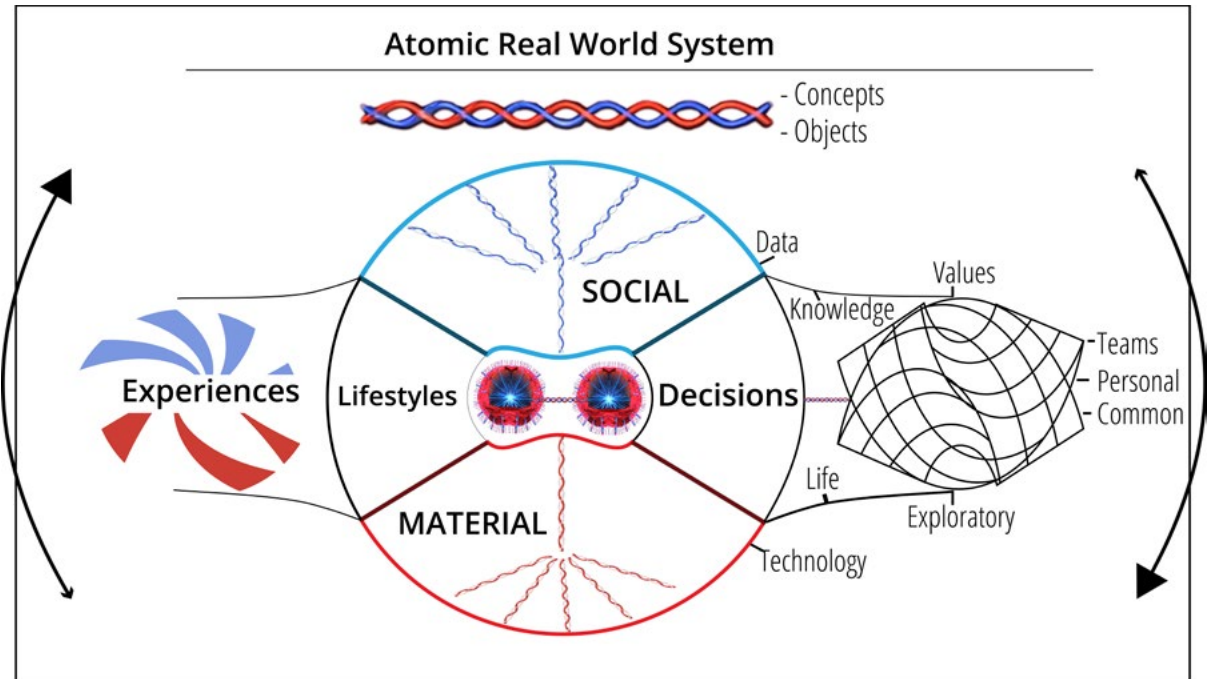 Atomic Real World System
- Concepts
- Objects
Data
SOCIAL
Values
Knowledge
Teams
Experiences
Lifestyles
Decisions
Personal
Common
Life
MATERIAL
Exploratory
Technology